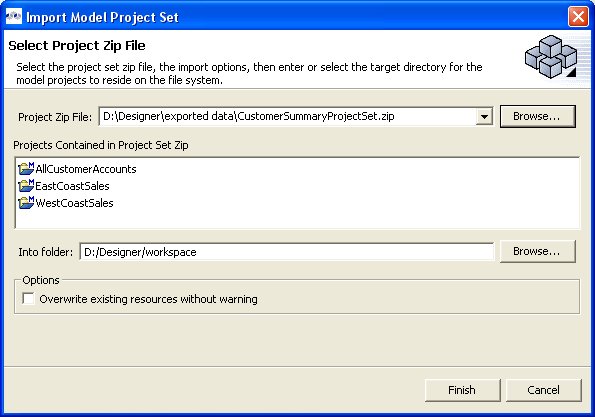 Import Model Project Set
Select Project Zip File
Select the project set zip file, the import options, then enter or select the target directory for the
model projects to reside on the file system.
Project Zip File: D:\Designer\exported data\CustomerSummaryProjectSet.zip Browse...
Projects Contained in Project Set Zip
AllCustomerAccounts
EastCoastSales
WestCoastSales
Into folder: D:/Designer/workspace Browse...
Options
Overwrite existing resources without warning
Finish Cancel